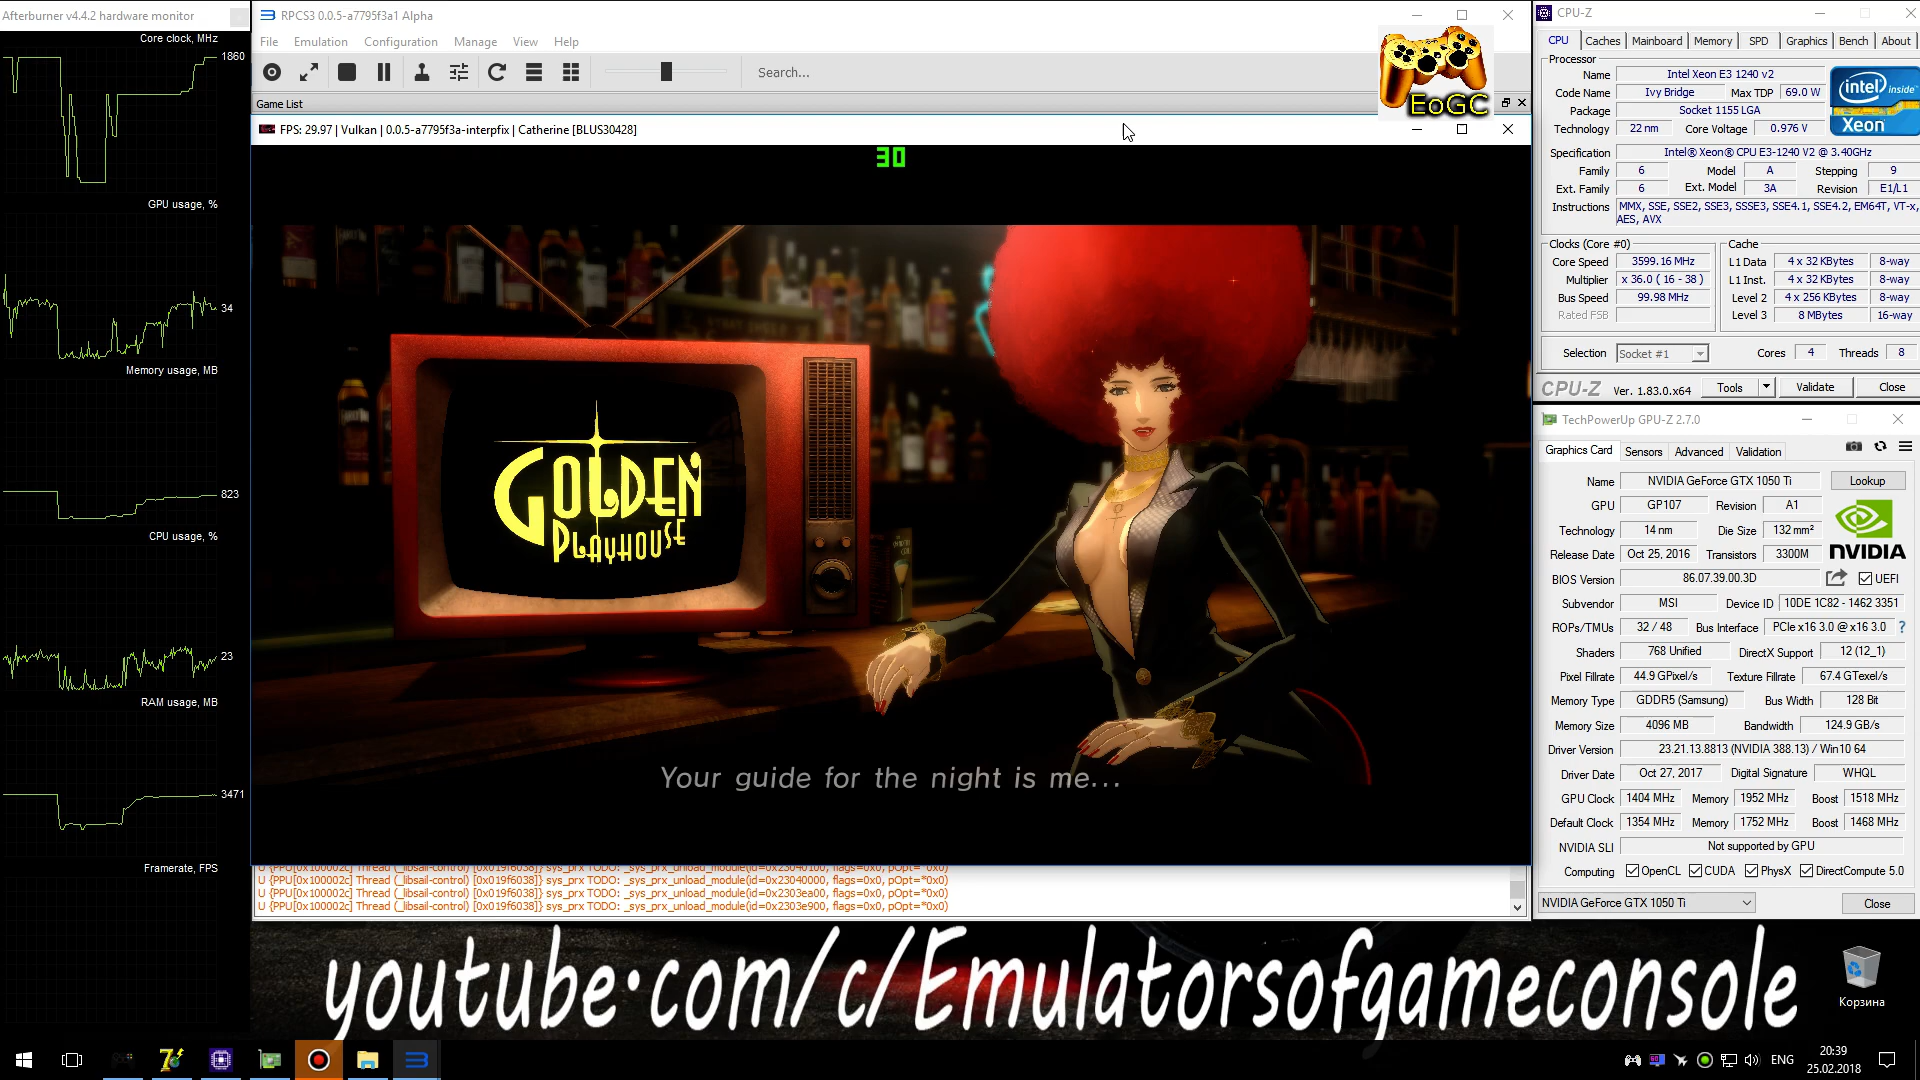 Afterburner v4.4.2 hardware monitor
Core clock, MHz
1860
GPU usage, %
34
Memory usage, MB
823
CPU usage, %
23
RAM usage, MB
3471
Framerate, FPS
RPCS3 0.0.5-a7795f3a1 Alpha
File Emulation Configuration Manage View Help
Search...
EoGC
Game List
FPS: 29.97 | Vulkan | 0.0.5-a7795f3a-interpfix | Catherine [BLUS30428]
30
GOLDEN
PLAYHOUSE
Your guide for the night is me...
U {PPU[0x100002c] Thread (_libsail-control) [0x019f6038]} sys_prx TODO: _sys_prx_unload_module(id=0x23040100, flags=0x0, pOpt=*0x0)
U {PPU[0x100002c] Thread (_libsail-control) [0x019f6038]} sys_prx TODO: _sys_prx_unload_module(id=0x23040000, flags=0x0, pOpt=*0x0)
U {PPU[0x100002c] Thread (_libsail-control) [0x019f6038]} sys_prx TODO: _sys_prx_unload_module(id=0x2303ea00, flags=0x0, pOpt=*0x0)
U {PPU[0x100002c] Thread (_libsail-control) [0x019f6038]} sys_prx TODO: _sys_prx_unload_module(id=0x2303e900, flags=0x0, pOpt=*0x0)
youtube.com/c/Emulatorsofgameconsole
CPU-Z
CPU Caches Mainboard Memory SPD Graphics Bench About
Processor
Name Intel Xeon E3 1240 v2
Code Name Ivy Bridge Max TDP 69.0 W
Package Socket 1155 LGA
Technology 22 nm Core Voltage 0.976 V
intel inside™
Xeon
Specification Intel® Xeon® CPU E3-1240 V2 @ 3.40GHz
Family 6 Model A Stepping 9
Ext. Family 6 Ext. Model 3A Revision E1/L1
Instructions MMX, SSE, SSE2, SSE3, SSSE3, SSE4.1, SSE4.2, EM64T, VT-x,
AES, AVX
Clocks (Core #0)
Core Speed 3599.16 MHz
Multiplier x 36.0 ( 16 - 38 )
Bus Speed 99.98 MHz
Rated FSB
Cache
L1 Data 4 x 32 KBytes 8-way
L1 Inst. 4 x 32 KBytes 8-way
Level 2 4 x 256 KBytes 8-way
Level 3 8 MBytes 16-way
Selection Socket #1 Cores 4 Threads 8
CPU-Z Ver. 1.83.0.x64 Tools Validate Close
TechPowerUp GPU-Z 2.7.0
Graphics Card Sensors Advanced Validation
Name NVIDIA GeForce GTX 1050 Ti Lookup
GPU GP107 Revision A1
Technology 14 nm Die Size 132 mm²
Release Date Oct 25, 2016 Transistors 3300M
NVIDIA
BIOS Version 86.07.39.00.3D UEFI
Subvendor MSI Device ID 10DE 1C82 - 1462 3351
ROPs/TMUs 32 / 48 Bus Interface PCIe x16 3.0 @ x16 3.0 ?
Shaders 768 Unified DirectX Support 12 (12_1)
Pixel Fillrate 44.9 GPixel/s Texture Fillrate 67.4 GTexel/s
Memory Type GDDR5 (Samsung) Bus Width 128 Bit
Memory Size 4096 MB Bandwidth 124.9 GB/s
Driver Version 23.21.13.8813 (NVIDIA 388.13) / Win10 64
Driver Date Oct 27, 2017 Digital Signature WHQL
GPU Clock 1404 MHz Memory 1952 MHz Boost 1518 MHz
Default Clock 1354 MHz Memory 1752 MHz Boost 1468 MHz
NVIDIA SLI Not supported by GPU
Computing OpenCL CUDA PhysX DirectCompute 5.0
NVIDIA GeForce GTX 1050 Ti Close
Корзина
ENG
20:39
25.02.2018